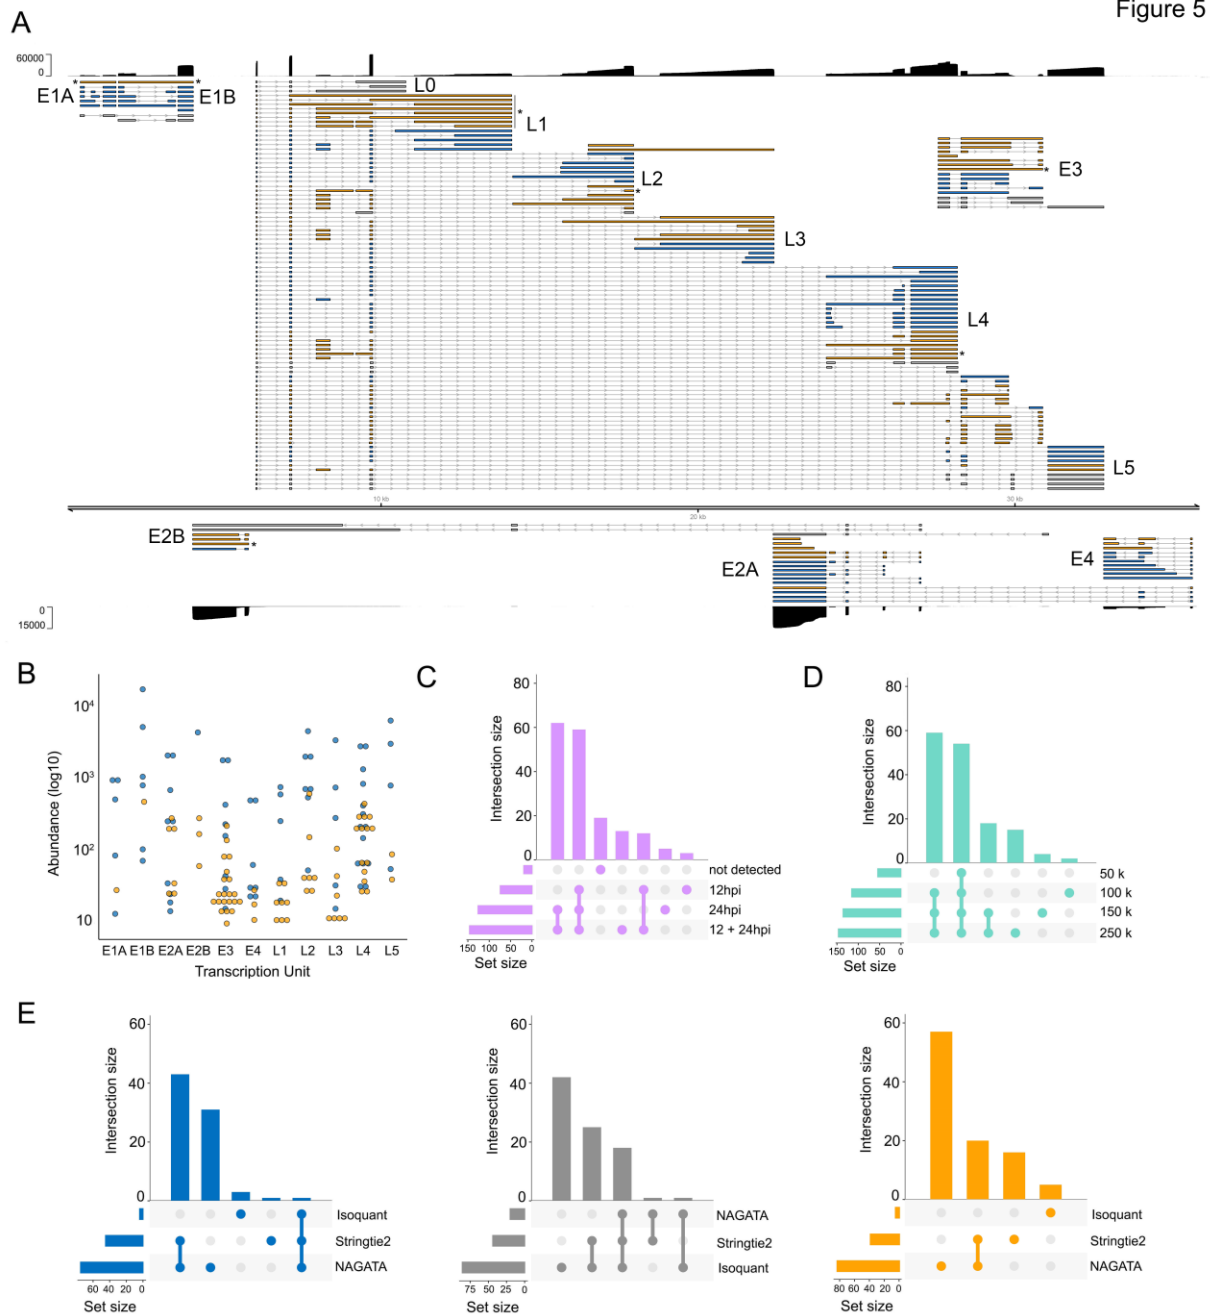 Figure 5
A
60000
0
E1A
*
*
E1B
L0
*
L1
L2
*
E3
*
L3
L4
*
L5
10 kb
20 kb
30 kb
E2B
*
E2A
E4
0
15000
B
Abundance (log10)
10^4
10^3
10^2
10
E1A E1B E2A E2B E3 E4 L1 L2 L3 L4 L5
Transcription Unit
C
Intersection size
80
60
40
20
0
not detected
12hpi
24hpi
12 + 24hpi
150 100 50 0
Set size
D
Intersection size
80
60
40
20
0
50 k
100 k
150 k
250 k
150 100 50 0
Set size
E
Intersection size
60
40
20
0
Isoquant
Stringtie2
NAGATA
60 40 20 0
Set size
Intersection size
60
40
20
0
NAGATA
Stringtie2
Isoquant
75 50 25 0
Set size
Intersection size
60
40
20
0
Isoquant
Stringtie2
NAGATA
80 60 40 20 0
Set size